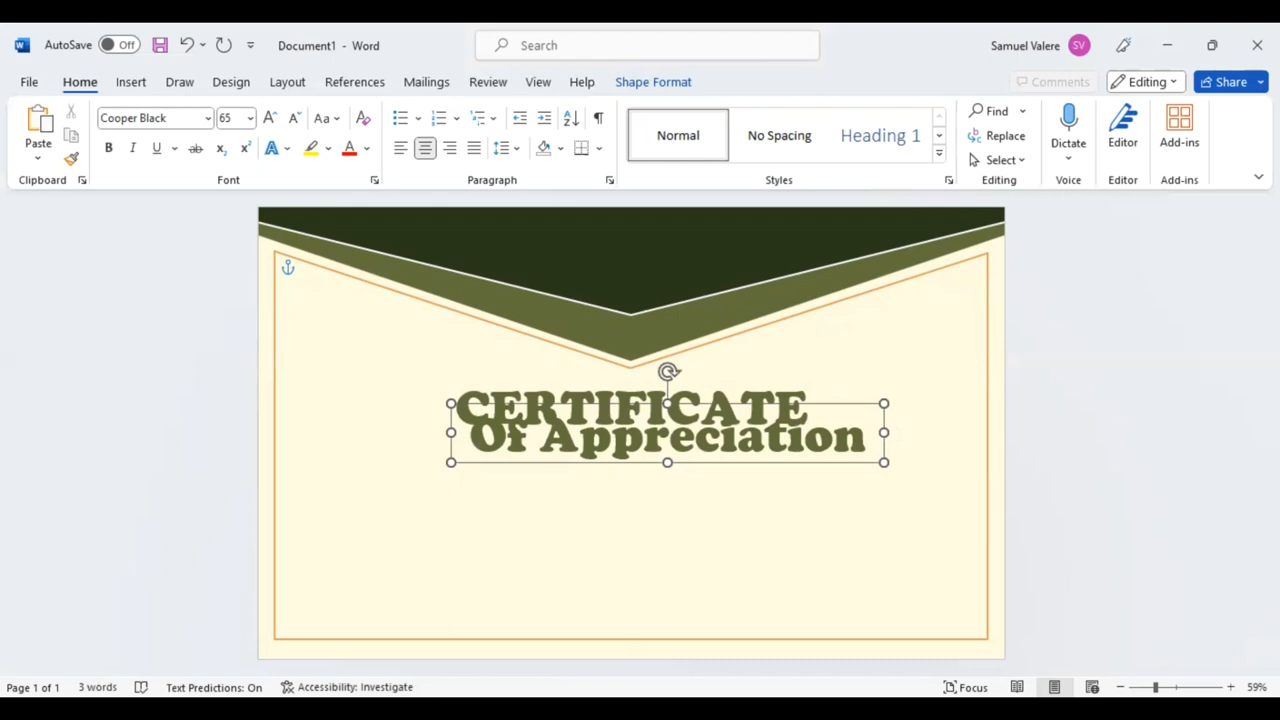 AutoSave Off Document1 - Word Search Samuel Valere SV
File Home Insert Draw Design Layout References Mailings Review View Help Shape Format Comments Editing Share
Paste
Clipboard
Cooper Black 65
Font
Paragraph
Normal No Spacing Heading 1
Styles
Find
Replace
Select
Editing
Dictate
Voice
Editor
Editor
Add-ins
Add-ins
CERTIFICATE
Of Appreciation
Page 1 of 1 3 words Text Predictions: On Accessibility: Investigate Focus 59%